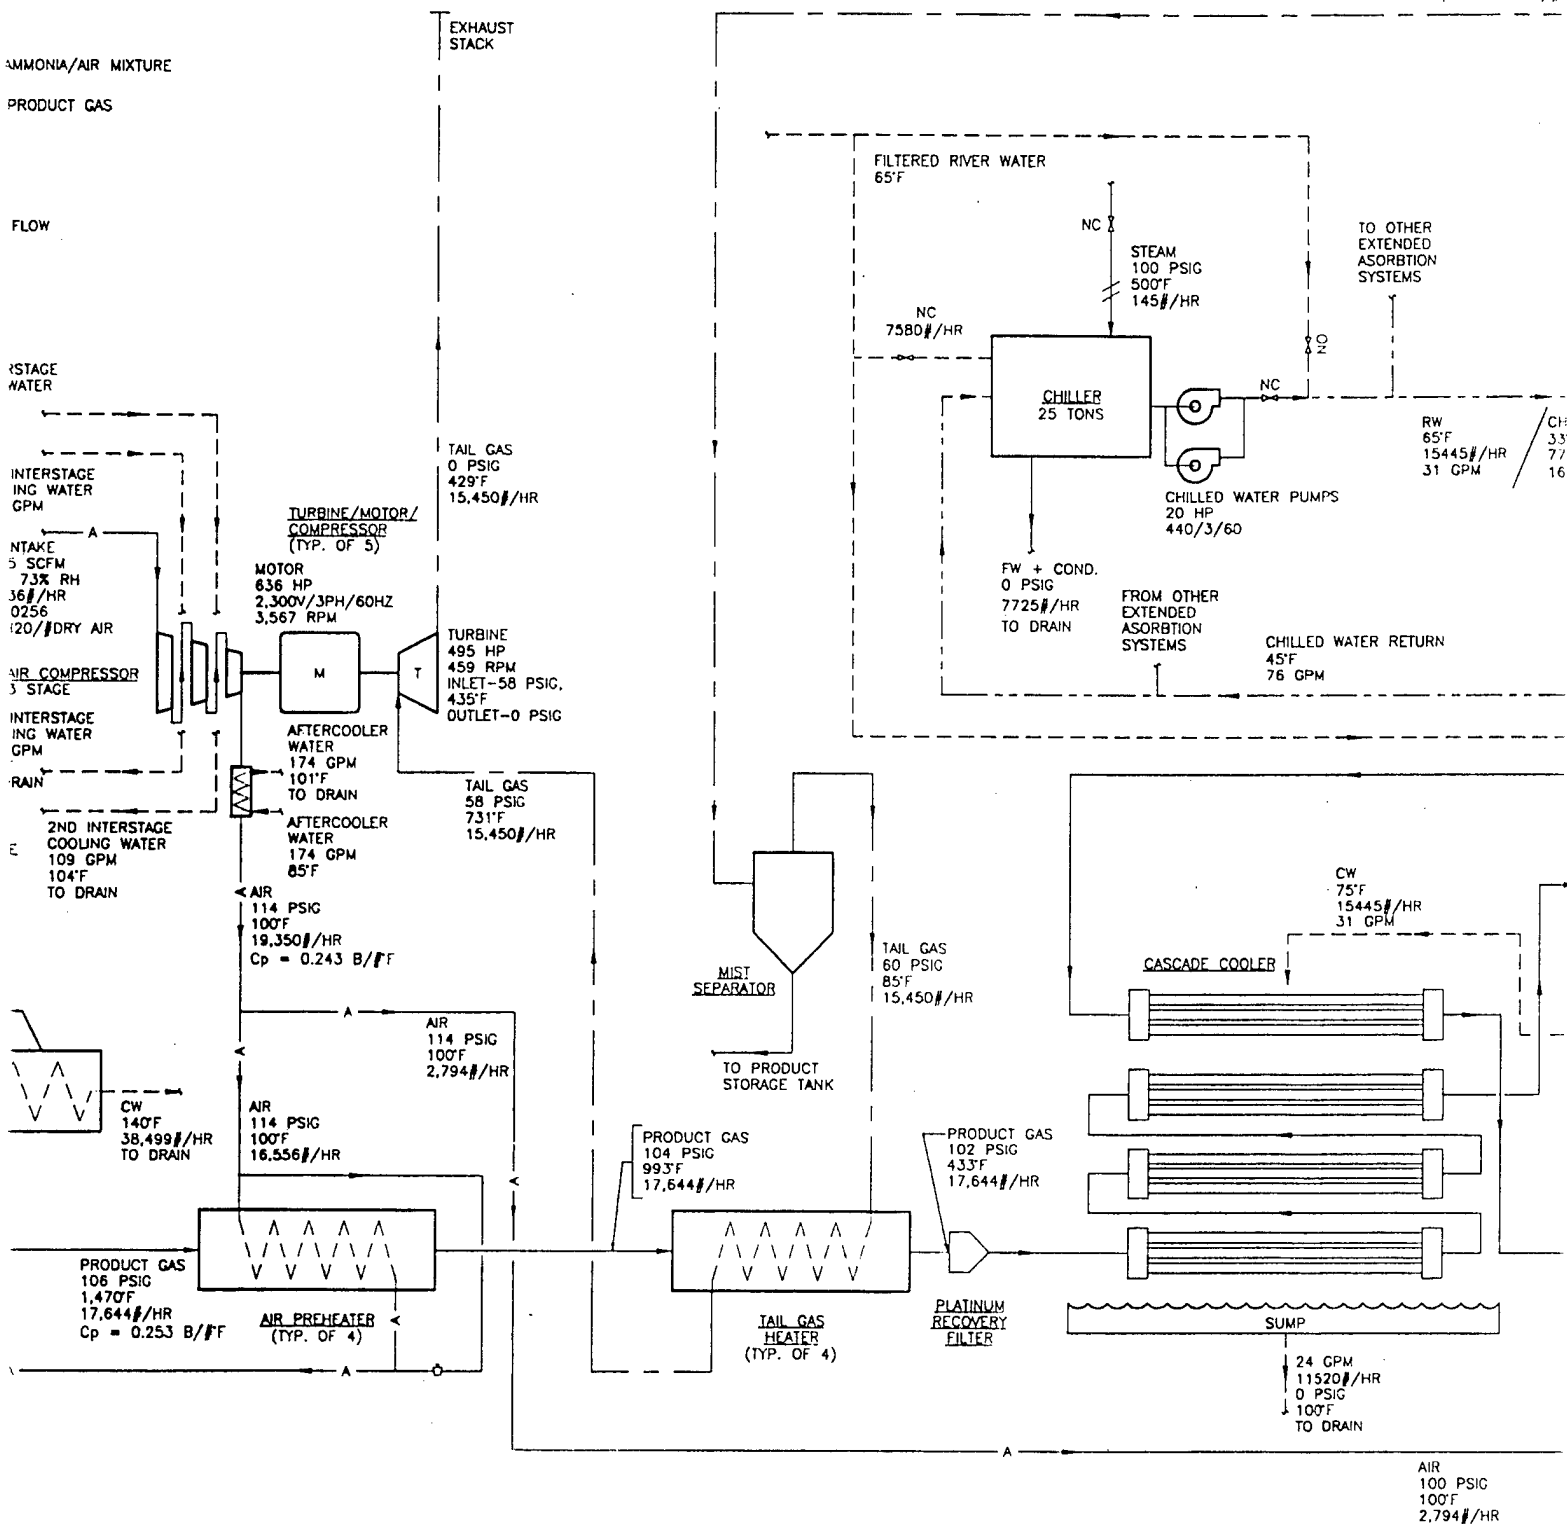 EXHAUST
STACK
AMMONIA/AIR MIXTURE
PRODUCT GAS
FLOW
FILTERED RIVER WATER
65°F
NC
STEAM
100 PSIG
500°F
145#/HR
TO OTHER
EXTENDED
ASORBTION
SYSTEMS
NC
7580#/HR
NO
CHILLER
25 TONS
NC
RW
65°F
15445#/HR
31 GPM
CH
33
77
16
CHILLED WATER PUMPS
20 HP
440/3/60
FW + COND.
0 PSIG
7725#/HR
TO DRAIN
FROM OTHER
EXTENDED
ASORBTION
SYSTEMS
CHILLED WATER RETURN
45°F
76 GPM
RSTAGE
WATER
INTERSTAGE
ING WATER
GPM
A
NTAKE
5 SCFM
73% RH
36#/HR
0256
120/#DRY AIR
AIR COMPRESSOR
3 STAGE
INTERSTAGE
ING WATER
GPM
RAIN
TAIL GAS
0 PSIG
429°F
15,450#/HR
TURBINE/MOTOR/
COMPRESSOR
(TYP. OF 5)
MOTOR
636 HP
2,300V/3PH/60HZ
3,567 RPM
M
T
TURBINE
495 HP
459 RPM
INLET-58 PSIG,
435°F
OUTLET-0 PSIG
AFTERCOOLER
WATER
174 GPM
101°F
TO DRAIN
AFTERCOOLER
WATER
174 GPM
85°F
TAIL GAS
58 PSIG
731°F
15,450#/HR
E
2ND INTERSTAGE
COOLING WATER
109 GPM
104°F
TO DRAIN
A
AIR
114 PSIG
100°F
19,350#/HR
Cp = 0.243 B/#°F
MIST
SEPARATOR
TAIL GAS
60 PSIG
85°F
15,450#/HR
TO PRODUCT
STORAGE TANK
CW
75°F
15445#/HR
31 GPM
CASCADE COOLER
A
AIR
114 PSIG
100°F
2,794#/HR
A
CW
140°F
38,499#/HR
TO DRAIN
AIR
114 PSIG
100°F
16,556#/HR
A
PRODUCT GAS
104 PSIG
993°F
17,644#/HR
PRODUCT GAS
102 PSIG
433°F
17,644#/HR
PRODUCT GAS
106 PSIG
1,470°F
17,644#/HR
Cp = 0.253 B/#°F
AIR PREHEATER
(TYP. OF 4)
A
A
TAIL GAS
HEATER
(TYP. OF 4)
PLATINUM
RECOVERY
FILTER
SUMP
24 GPM
11520#/HR
0 PSIG
100°F
TO DRAIN
A
AIR
100 PSIG
100°F
2,794#/HR